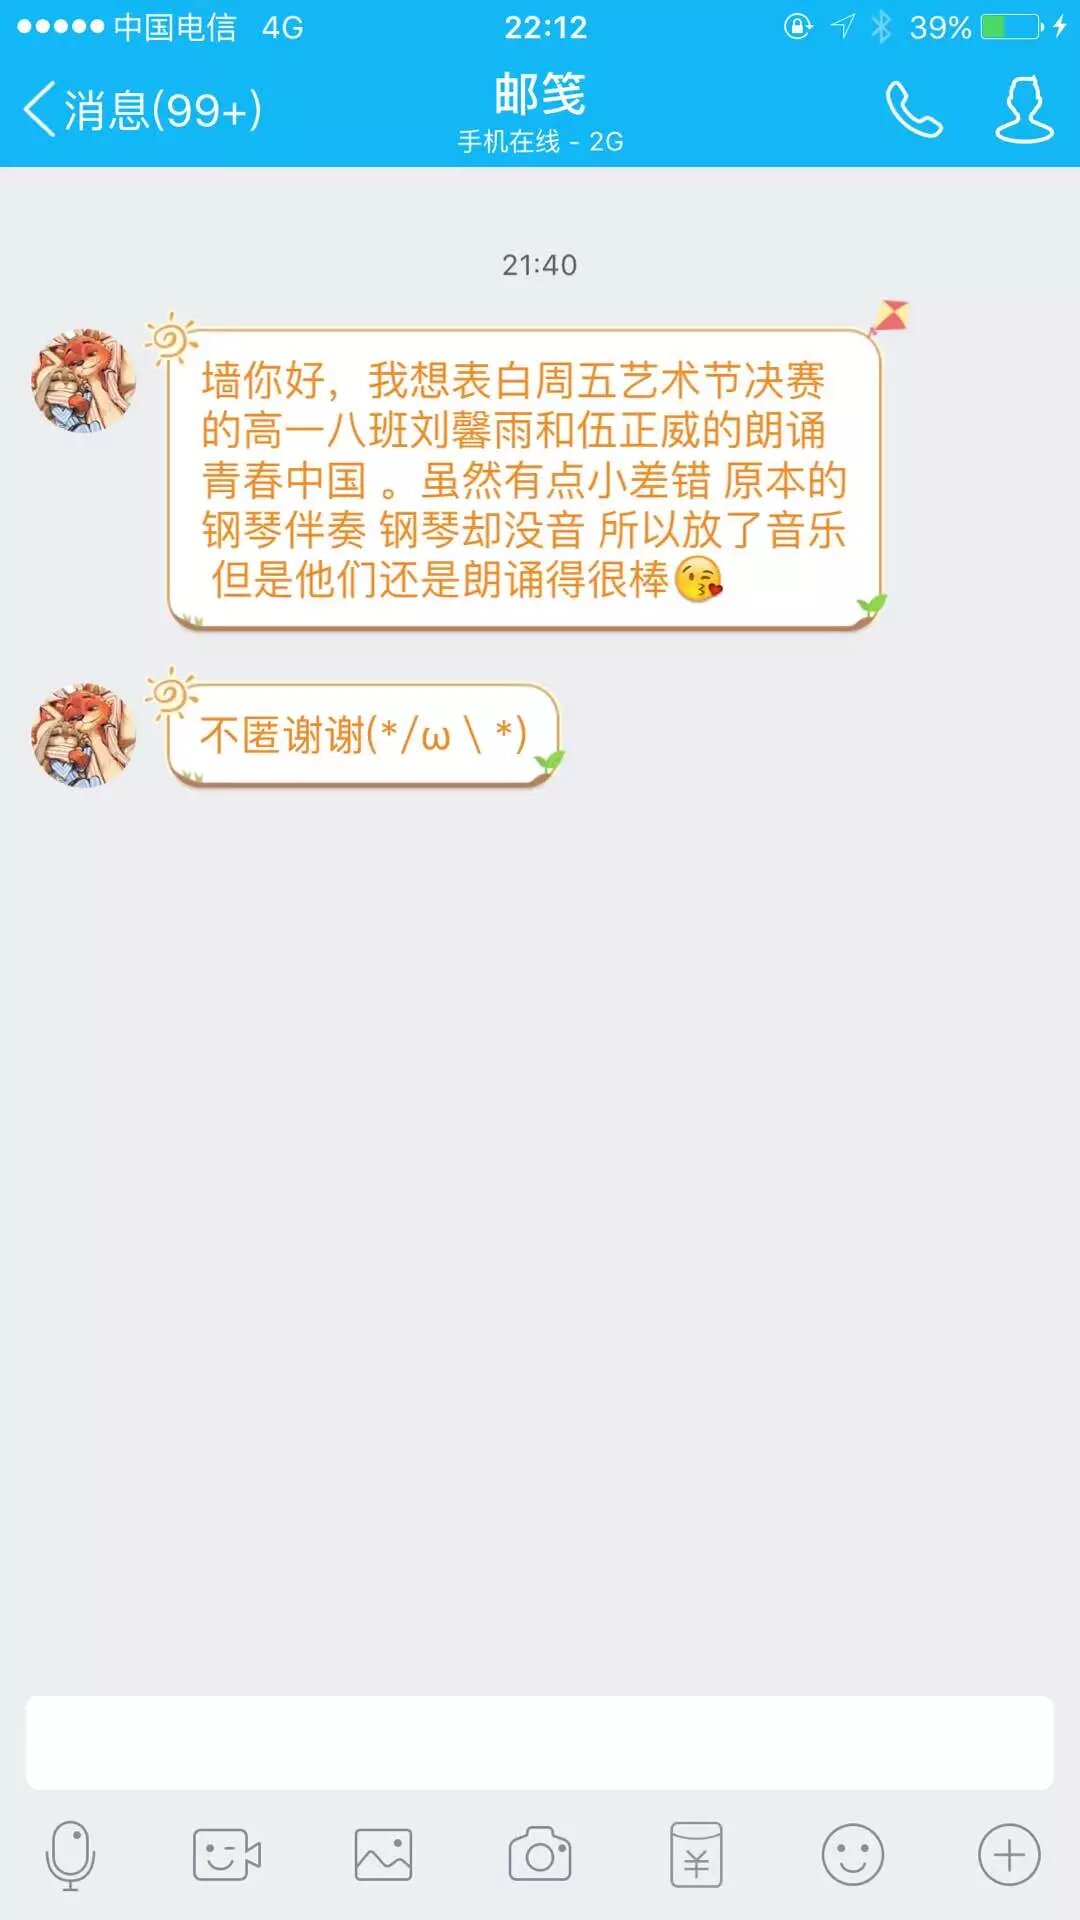 中国电信 4G 22:12 39%
消息(99+) 邮笺
手机在线 - 2G
21:40
墙你好，我想表白周五艺术节决赛
的高一八班刘馨雨和伍正威的朗诵
青春中国 。虽然有点小差错 原本的
钢琴伴奏 钢琴却没音 所以放了音乐
但是他们还是朗诵得很棒😘
不匿谢谢(*/ω＼*)
¥